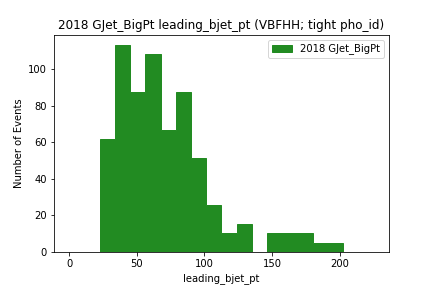 2018 GJet_BigPt leading_bjet_pt (VBFHH; tight pho_id)
2018 GJet_BigPt
100
80
60
40
20
0
Number of Events
0 50 100 150 200
leading_bjet_pt